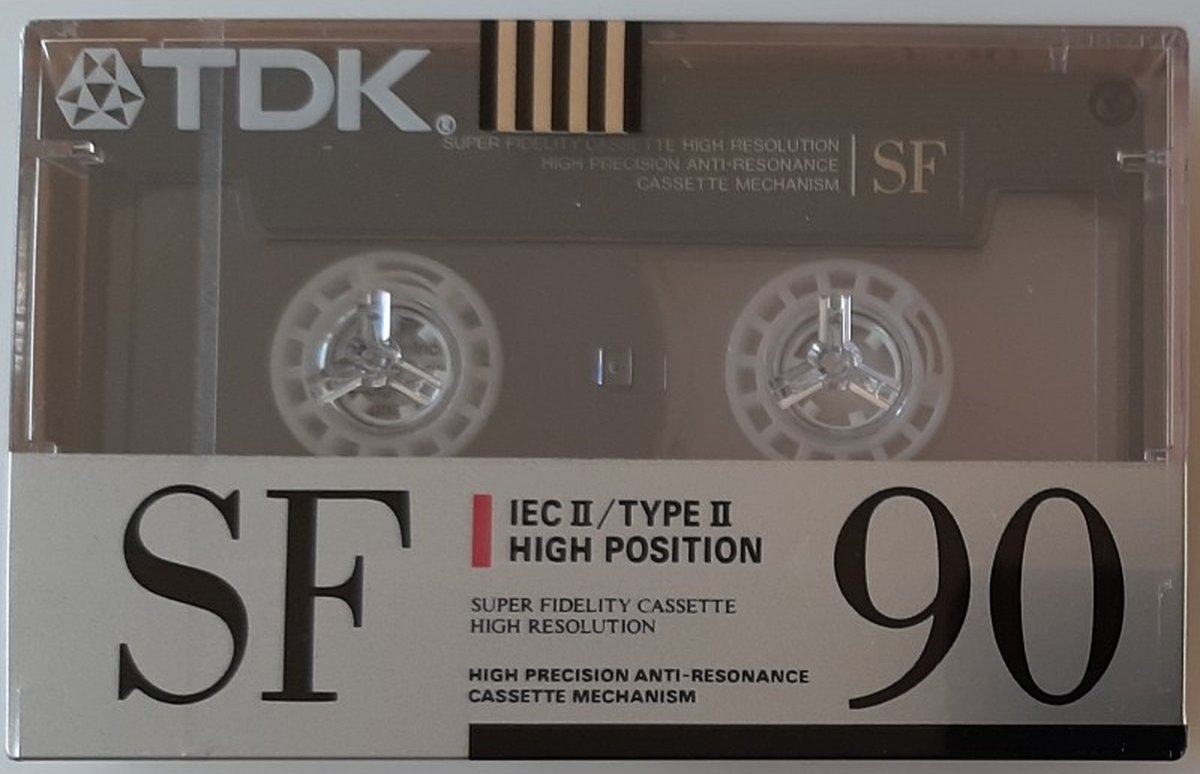 TDK®
SUPER FIDELITY CASSETTE HIGH RESOLUTION
HIGH PRECISION ANTI-RESONANCE
CASSETTE MECHANISM
SF
SF
IEC II/TYPE II
HIGH POSITION
SUPER FIDELITY CASSETTE
HIGH RESOLUTION
HIGH PRECISION ANTI-RESONANCE
CASSETTE MECHANISM
90